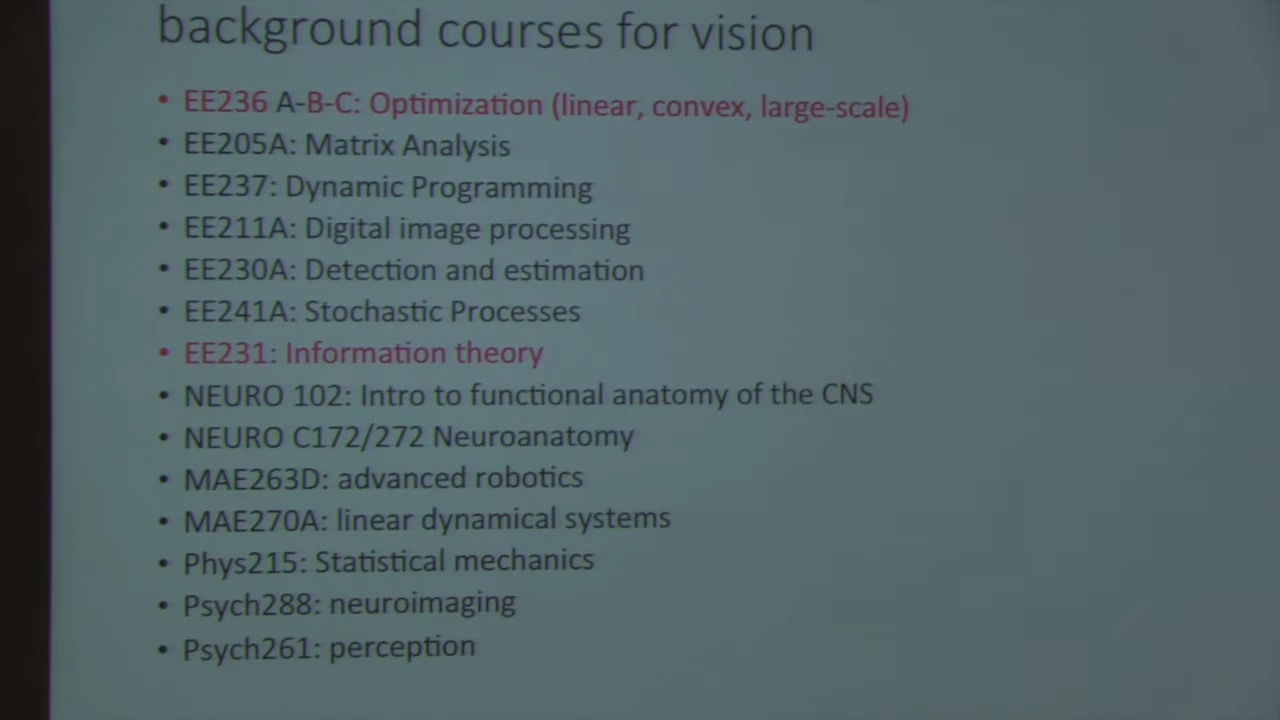 background courses for vision
• EE236 A-B-C: Optimization (linear, convex, large-scale)
• EE205A: Matrix Analysis
• EE237: Dynamic Programming
• EE211A: Digital image processing
• EE230A: Detection and estimation
• EE241A: Stochastic Processes
• EE231: Information theory
• NEURO 102: Intro to functional anatomy of the CNS
• NEURO C172/272 Neuroanatomy
• MAE263D: advanced robotics
• MAE270A: linear dynamical systems
• Phys215: Statistical mechanics
• Psych288: neuroimaging
• Psych261: perception